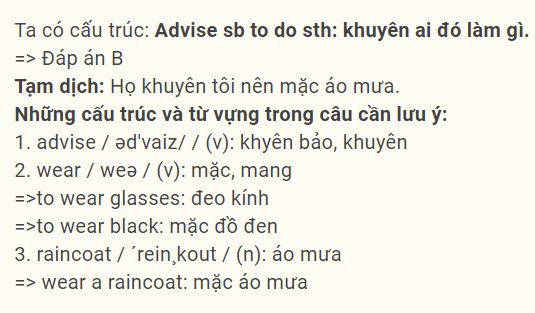 Ta có cấu trúc: Advise sb to do sth: khuyên ai đó làm gì.
=> Đáp án B
Tạm dịch: Họ khuyên tôi nên mặc áo mưa.
Những cấu trúc và từ vựng trong câu cần lưu ý:
1. advise / əd'vaiz/ / (v): khyên bảo, khuyên
2. wear / weə / (v): mặc, mang
=>to wear glasses: đeo kính
=>to wear black: mặc đồ đen
3. raincoat / ´rein¸kout / (n): áo mưa
=> wear a raincoat: mặc áo mưa